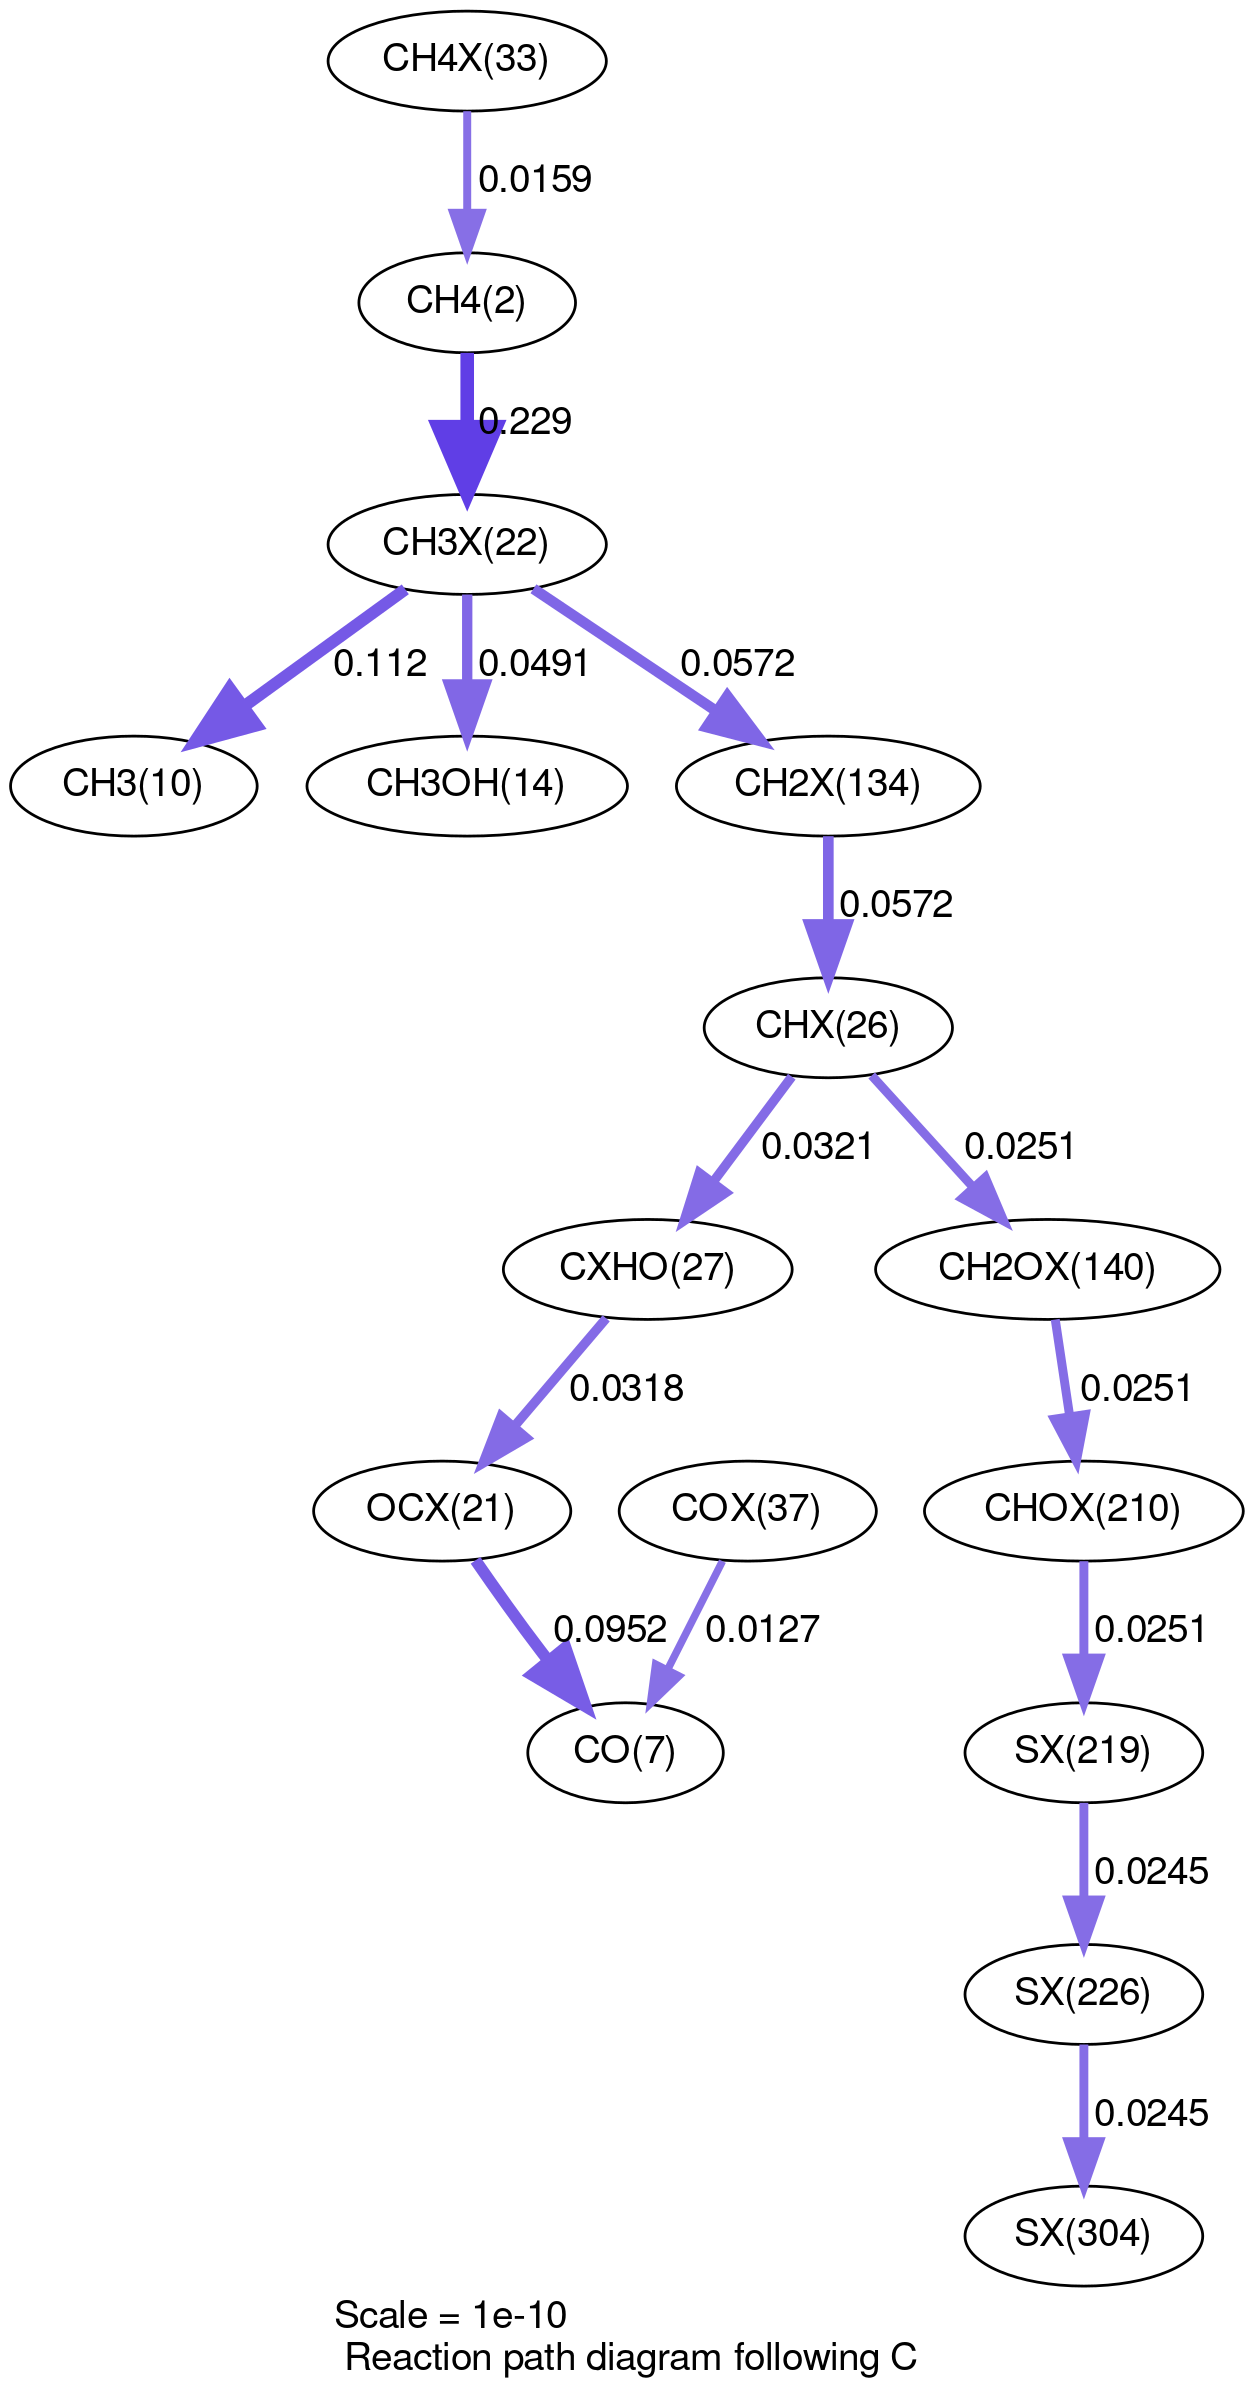 CH4X(33)
0.0159
CH4(2)
0.229
CH3X(22)
0.112
0.0491
0.0572
CH3(10)
CH3OH(14)
CH2X(134)
0.0572
CHX(26)
0.0321
0.0251
CXHO(27)
CH2OX(140)
0.0318
0.0251
OCX(21)
COX(37)
CHOX(210)
0.0952
0.0127
0.0251
CO(7)
SX(219)
0.0245
SX(226)
0.0245
SX(304)
Scale = 1e-10
Reaction path diagram following C